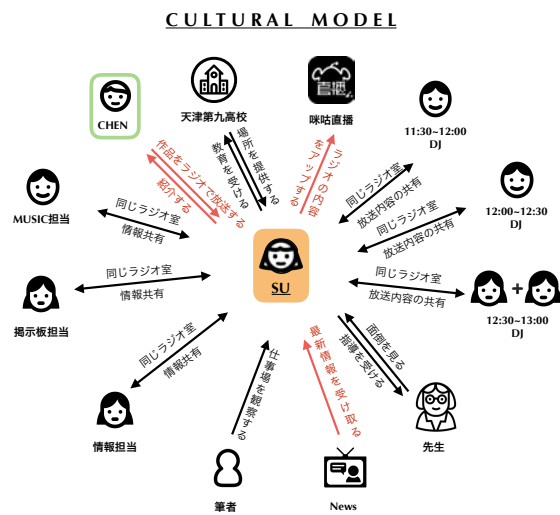 CULTURAL MODEL
CHEN
天津第九高校
直播
咪咕直播
11:30~12:00
DJ
作品をラジオで放送する
紹介する
教育を受ける
場所を提供する
ラジオの内容
をアップする
同じラジオ室
放送内容の共有
12:00~12:30
DJ
MUSIC担当
同じラジオ室
情報共有
同じラジオ室
放送内容の共有
SU
掲示板担当
同じラジオ室
情報共有
同じラジオ室
放送内容の共有
+
12:30~13:00
DJ
情報担当
同じラジオ室
情報共有
仕事場を観察する
最新情報を受け取る
面倒を見る
指導を受ける
先生
筆者
News